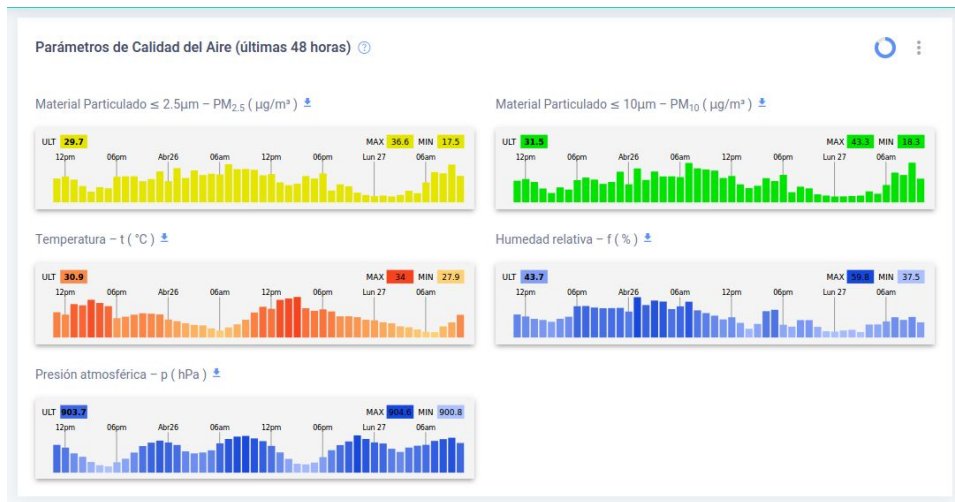 Parámetros de Calidad del Aire (últimas 48 horas) ?
Material Particulado ≤ 2.5µm – PM2.5 ( µg/m³ )
ULT 29.7 MAX 36.6 MIN 17.5
12pm 06pm Abr26 06am 12pm 06pm Lun 27 06am
Material Particulado ≤ 10µm – PM10 ( µg/m³ )
ULT 31.5 MAX 43.3 MIN 18.3
12pm 06pm Abr26 06am 12pm 06pm Lun 27 06am
Temperatura – t ( °C )
ULT 30.9 MAX 34 MIN 27.9
12pm 06pm Abr26 06am 12pm 06pm Lun 27 06am
Humedad relativa – f ( % )
ULT 43.7 MAX 59.8 MIN 37.5
12pm 06pm Abr26 06am 12pm 06pm Lun 27 06am
Presión atmosférica – p ( hPa )
ULT 903.7 MAX 904.6 MIN 900.8
12pm 06pm Abr26 06am 12pm 06pm Lun 27 06am